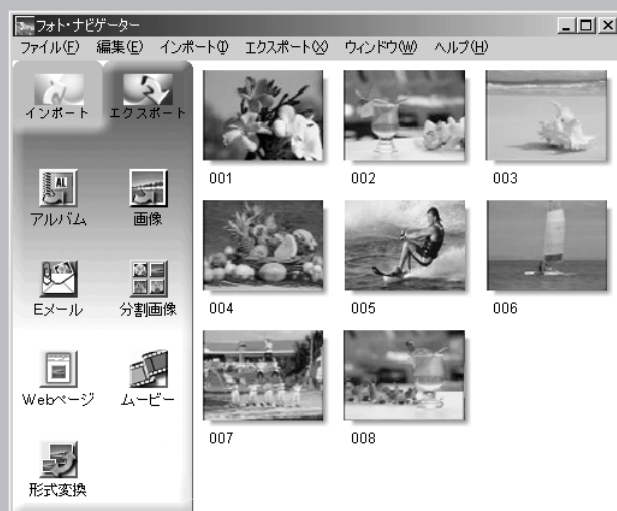 フォト・ナビゲーター
ファイル(F) 編集(E) インポート(I) エクスポート(X) ウィンドウ(W) ヘルプ(H)
インポート エクスポート
アルバム 画像
Eメール 分割画像
Webページ ムービー
形式変換
001 002 003
004 005 006
007 008